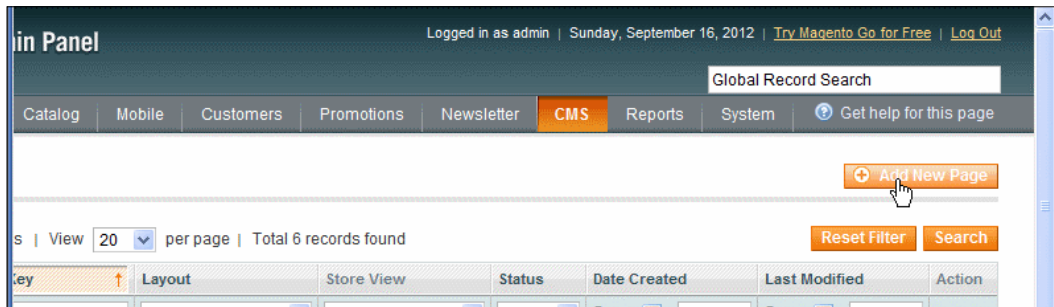 in Panel
Logged in as admin | Sunday, September 16, 2012 | Try Magento Go for Free | Log Out
Global Record Search
Catalog | Mobile | Customers | Promotions | Newsletter | CMS | Reports | System | Get help for this page
Add New Page
s | View 20 per page | Total 6 records found
Reset Filter Search
Key Layout Store View Status Date Created Last Modified Action